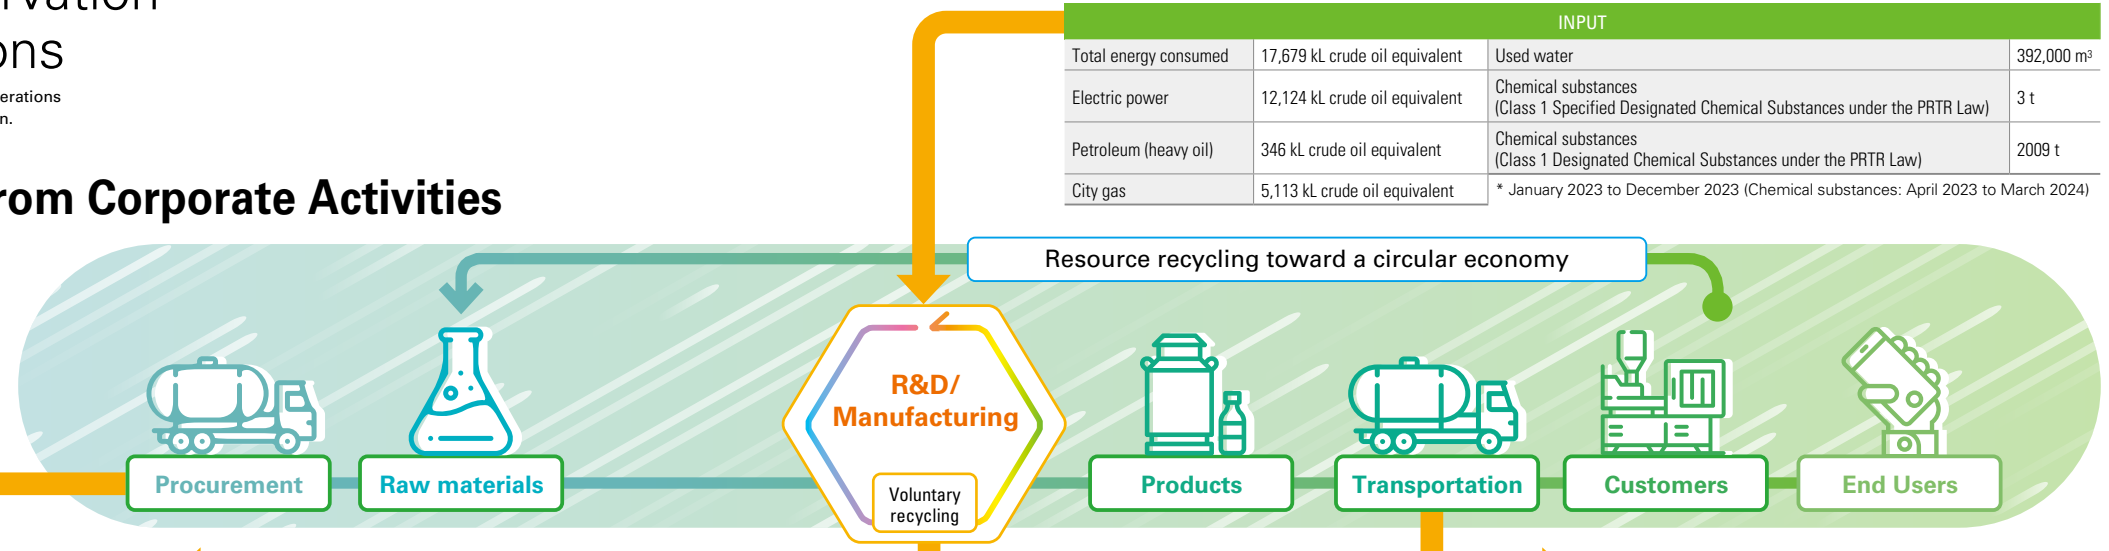 ons
INPUT
Total energy consumed 17,679 kL crude oil equivalent Used water 392,000 m³
Electric power 12,124 kL crude oil equivalent Chemical substances
(Class 1 Specified Designated Chemical Substances under the PRTR Law) 3 t
Petroleum (heavy oil) 346 kL crude oil equivalent Chemical substances
(Class 1 Designated Chemical Substances under the PRTR Law) 2009 t
City gas 5,113 kL crude oil equivalent * January 2023 to December 2023 (Chemical substances: April 2023 to March 2024)
erations
n.
rom Corporate Activities
Resource recycling toward a circular economy
R&D/
Manufacturing
Voluntary
recycling
Procurement
Raw materials
Products
Transportation
Customers
End Users